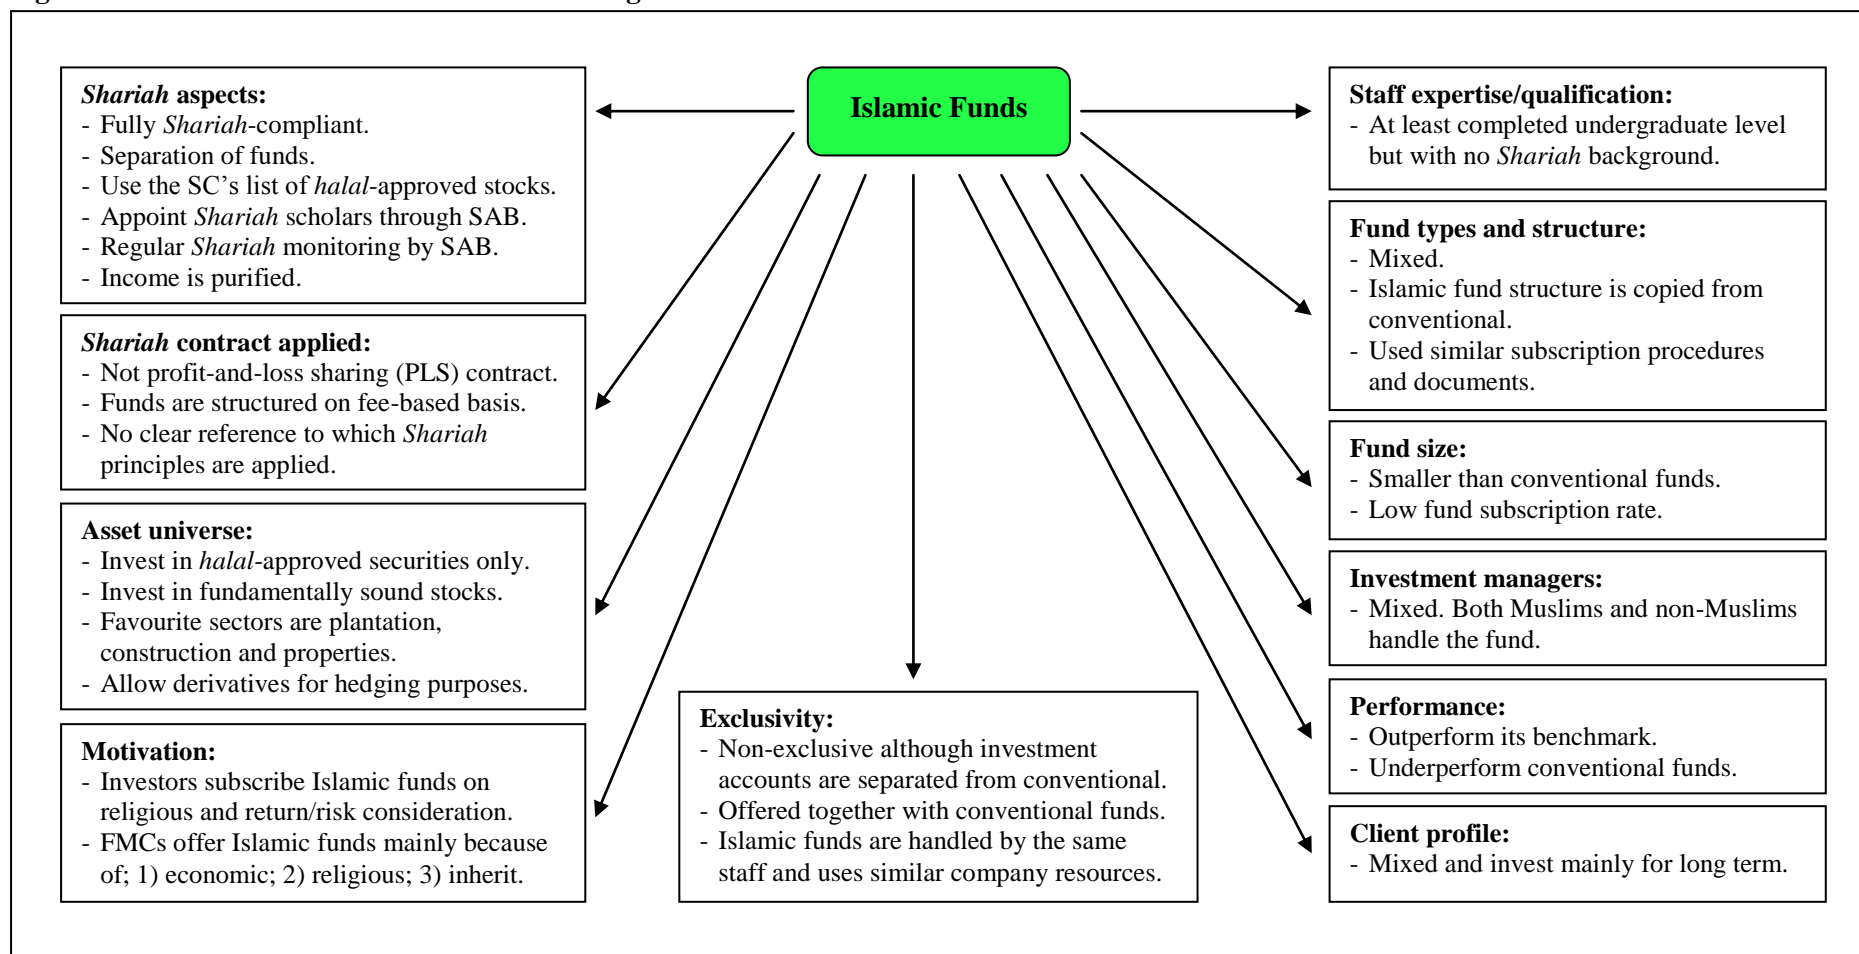 Islamic Funds
Shariah aspects:
- Fully Shariah-compliant.
- Separation of funds.
- Use the SC's list of halal-approved stocks.
- Appoint Shariah scholars through SAB.
- Regular Shariah monitoring by SAB.
- Income is purified.
Shariah contract applied:
- Not profit-and-loss sharing (PLS) contract.
- Funds are structured on fee-based basis.
- No clear reference to which Shariah
principles are applied.
Asset universe:
- Invest in halal-approved securities only.
- Invest in fundamentally sound stocks.
- Favourite sectors are plantation,
construction and properties.
- Allow derivatives for hedging purposes.
Motivation:
- Investors subscribe Islamic funds on
religious and return/risk consideration.
- FMCs offer Islamic funds mainly because
of; 1) economic; 2) religious; 3) inherit.
Exclusivity:
- Non-exclusive although investment
accounts are separated from conventional.
- Offered together with conventional funds.
- Islamic funds are handled by the same
staff and uses similar company resources.
Staff expertise/qualification:
- At least completed undergraduate level
but with no Shariah background.
Fund types and structure:
- Mixed.
- Islamic fund structure is copied from
conventional.
- Used similar subscription procedures
and documents.
Fund size:
- Smaller than conventional funds.
- Low fund subscription rate.
Investment managers:
- Mixed. Both Muslims and non-Muslims
handle the fund.
Performance:
- Outperform its benchmark.
- Underperform conventional funds.
Client profile:
- Mixed and invest mainly for long term.